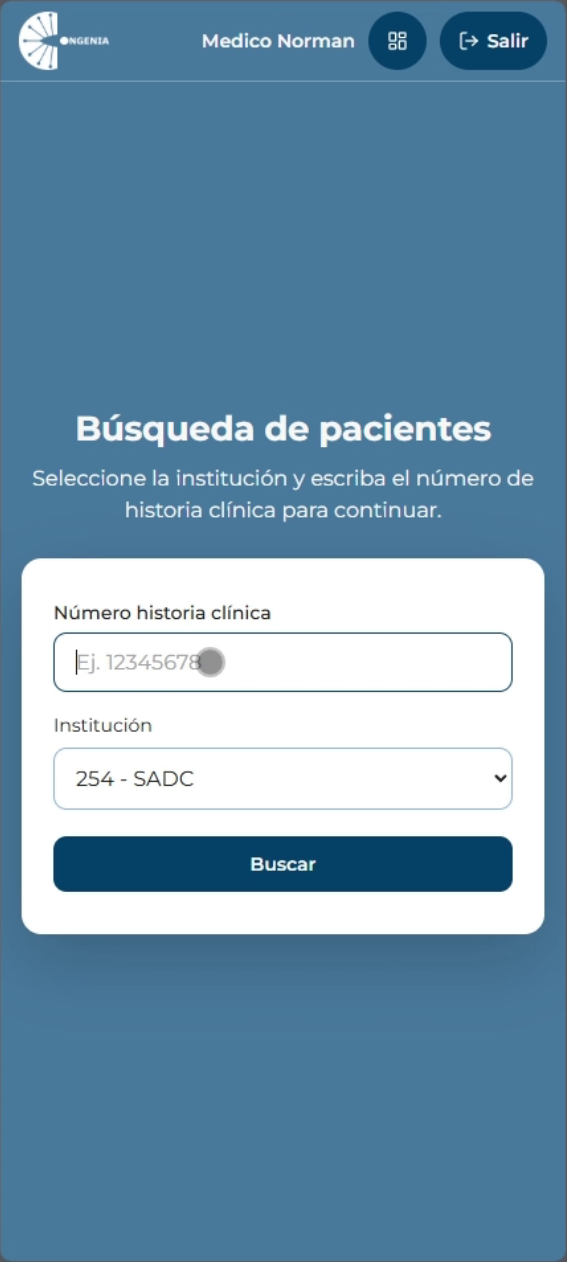 ONGENIA
Medico Norman
Salir
Búsqueda de pacientes
Seleccione la institución y escriba el número de
historia clínica para continuar.
Número historia clínica
Ej. 12345678
Institución
254 - SADC
Buscar